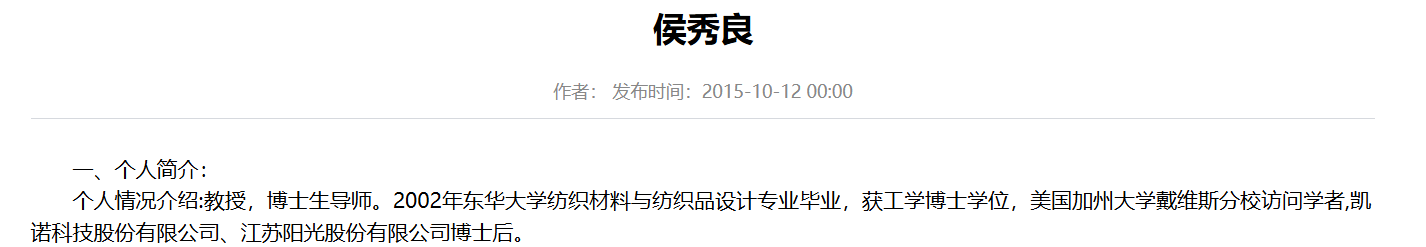 侯秀良
作者： 发布时间：2015-10-12 00:00
一、个人简介：
个人情况介绍:教授，博士生导师。2002年东华大学纺织材料与纺织品设计专业毕业，获工学博士学位，美国加州大学戴维斯分校访问学者,凯
诺科技股份有限公司、江苏阳光股份有限公司博士后。